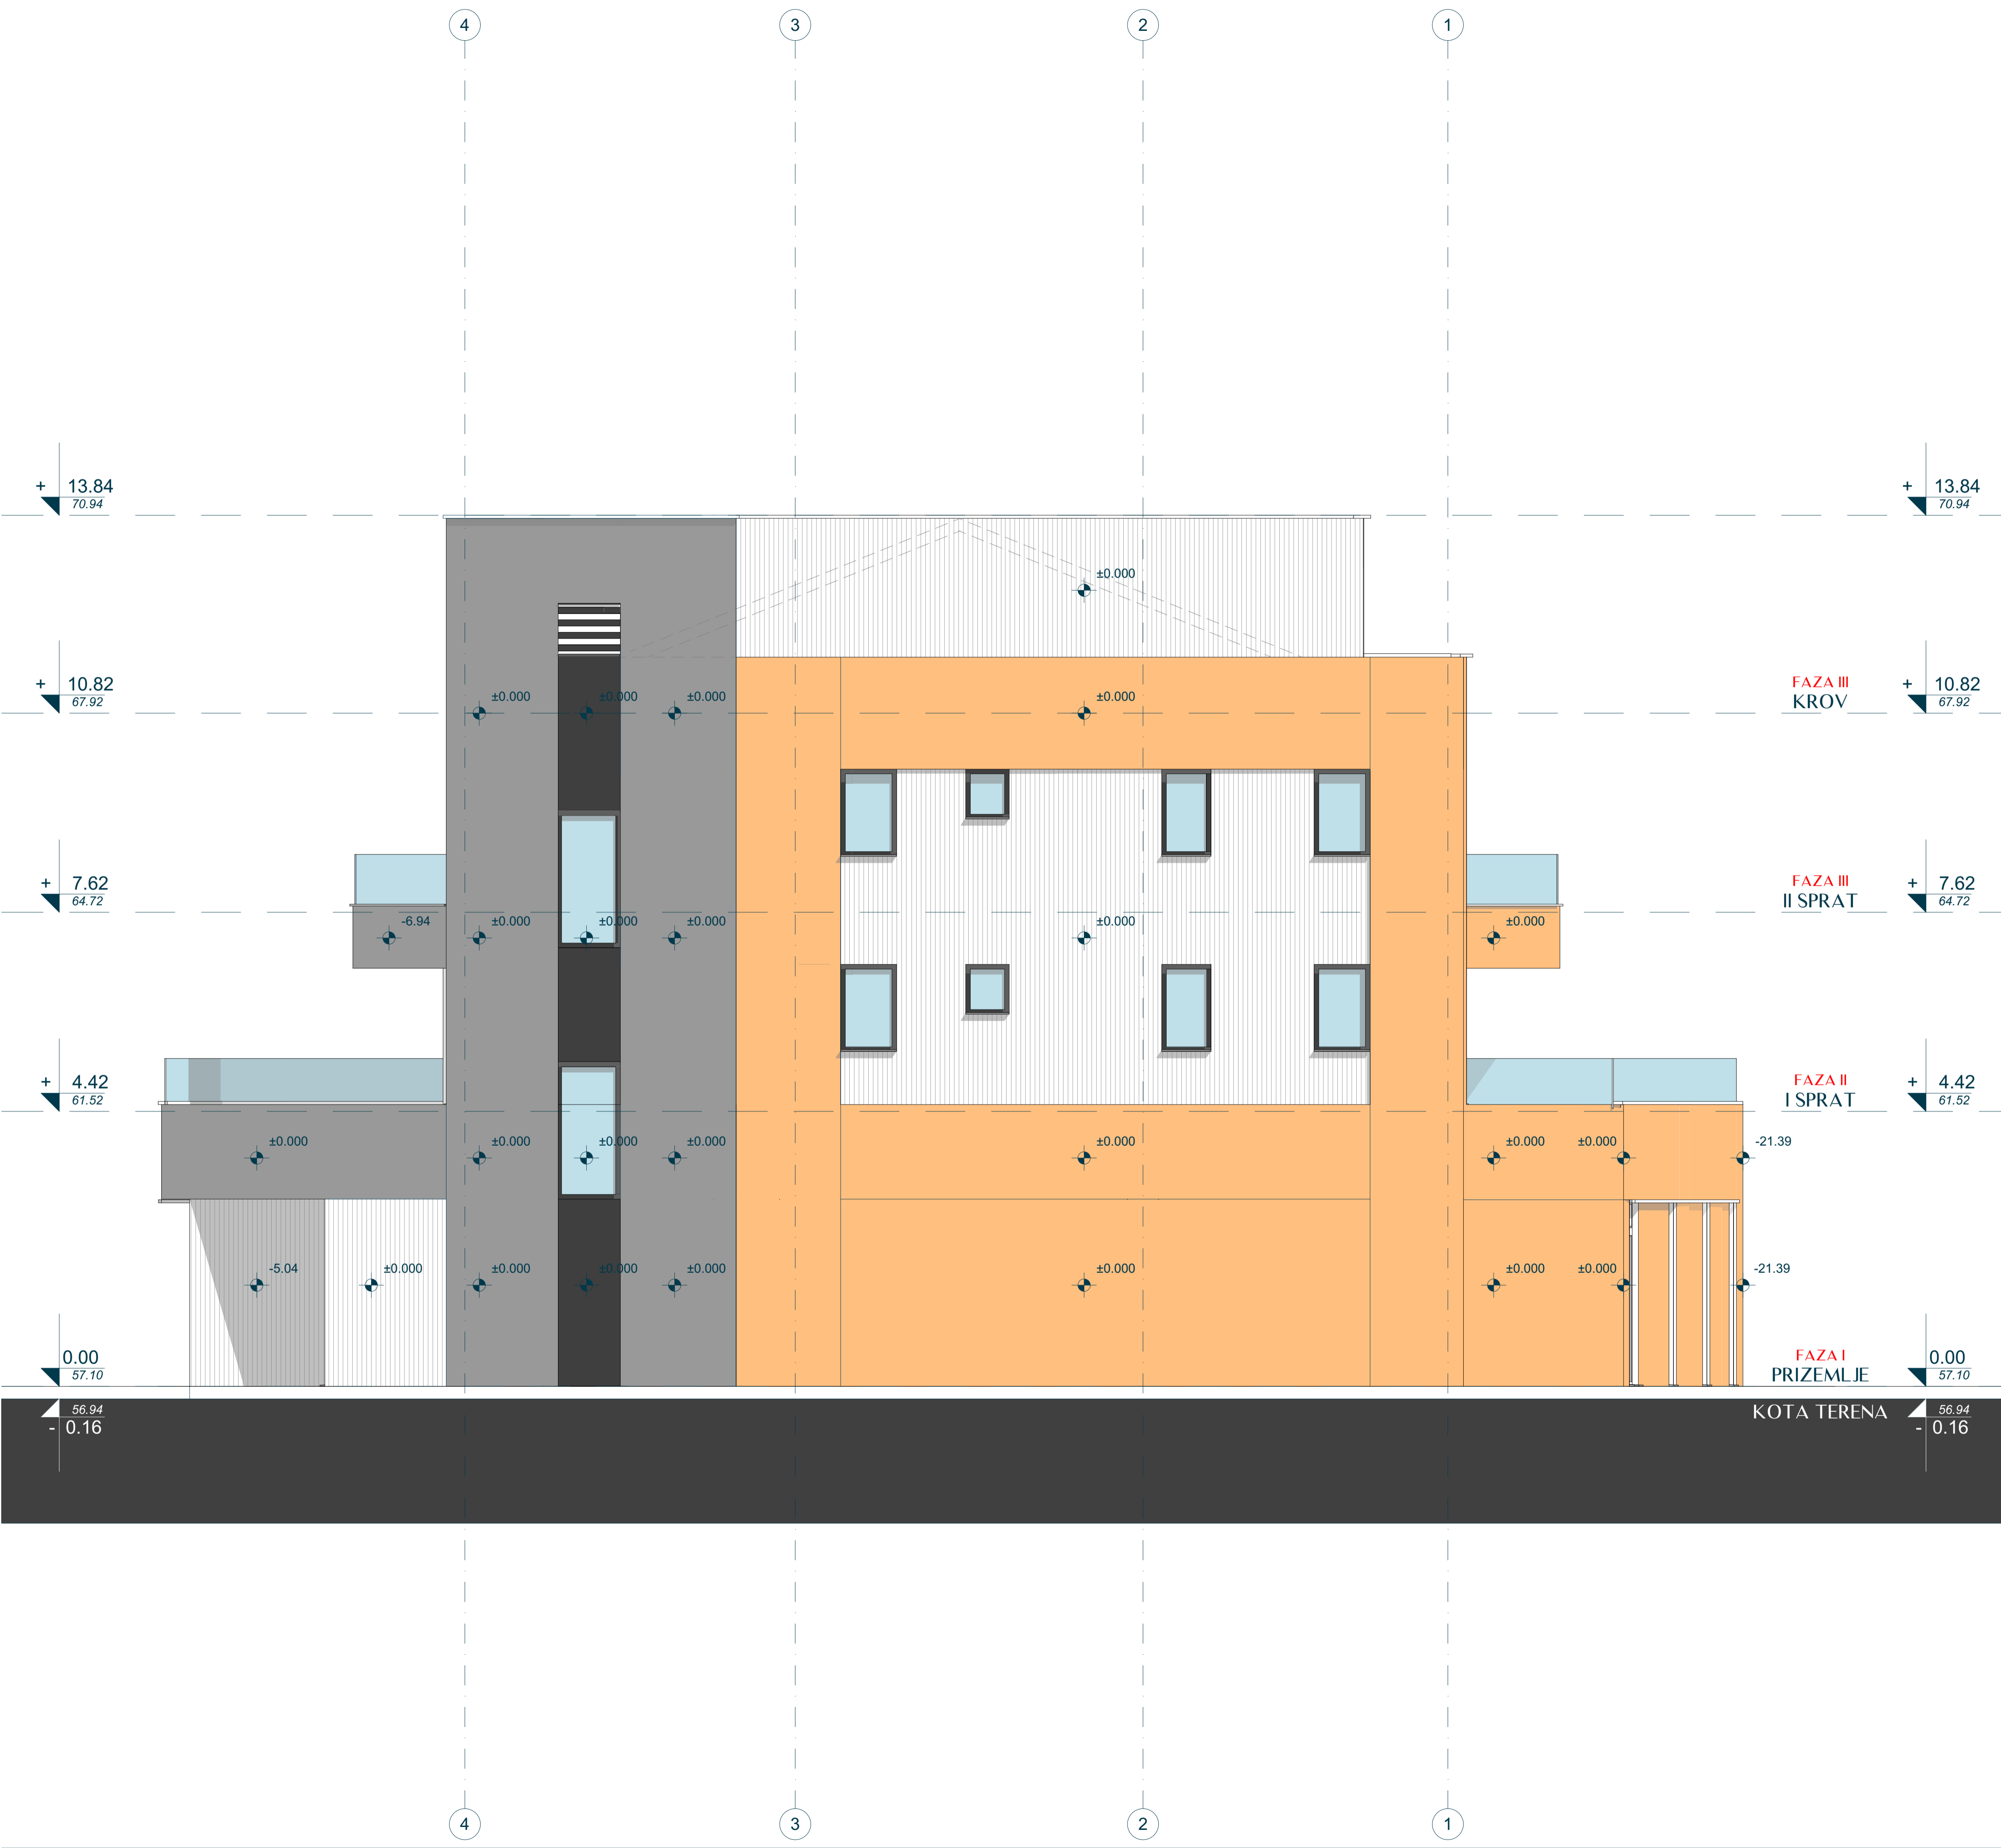 4 3 2 1
+ 13.84 + 13.84
70.94 70.94
±0.000
+ 10.82 FAZA III + 10.82
67.92 KROV 67.92
±0.000 ±0.000 ±0.000 ±0.000
+ 7.62 FAZA III + 7.62
64.72 II SPRAT 64.72
-6.94 ±0.000 ±0.000 ±0.000 ±0.000 ±0.000
+ 4.42 FAZA II + 4.42
61.52 I SPRAT 61.52
±0.000 ±0.000 ±0.000 ±0.000 ±0.000 ±0.000 ±0.000 -21.39
-5.04 ±0.000 ±0.000 ±0.000 ±0.000 ±0.000 ±0.000 ±0.000 -21.39
0.00 FAZA I 0.00
57.10 PRIZEMLJE 57.10
56.94 KOTA TERENA 56.94
- 0.16 - 0.16
4 3 2 1